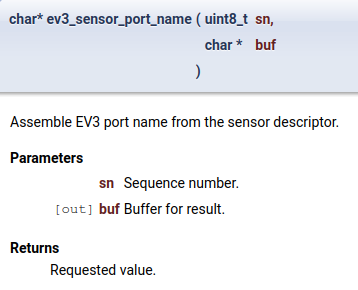 char* ev3_sensor_port_name ( uint8_t sn,
char * buf
)
Assemble EV3 port name from the sensor descriptor.
Parameters
sn Sequence number.
[out] buf Buffer for result.
Returns
Requested value.